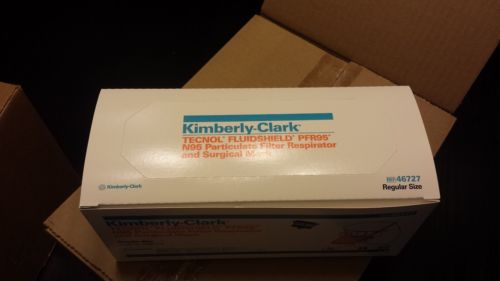 Kimberly-Clark*
TECNOL* FLUIDSHIELD* PFR95*
N95 Particulate Filter Respirator
and Surgical Mask
Kimberly-Clark
REF 46727
Regular Size
Kimberly-Clark*